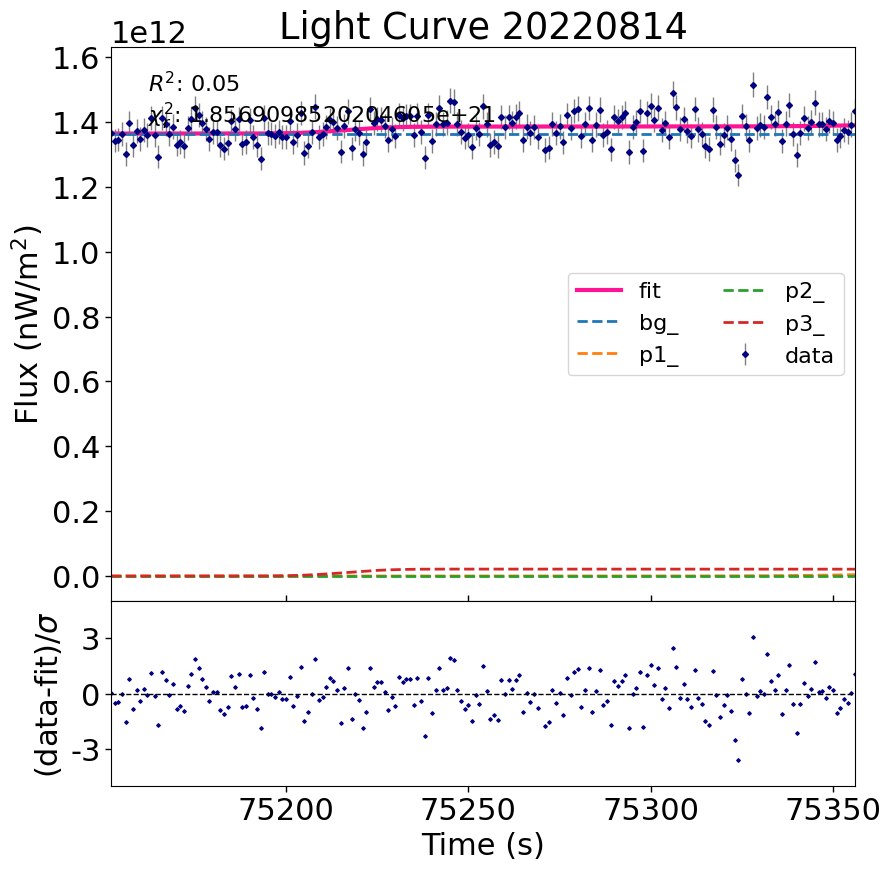 Light Curve 20220814
1e12
R²: 0.05
1.6
1.4
1.2
1.0
0.8
0.6
0.4
0.2
0.0
Flux (nW/m²)
fit
bg_
p1_
p2_
p3_
data
3
0
-3
(data-fit)/σ
75200
75250
75300
75350
Time (s)